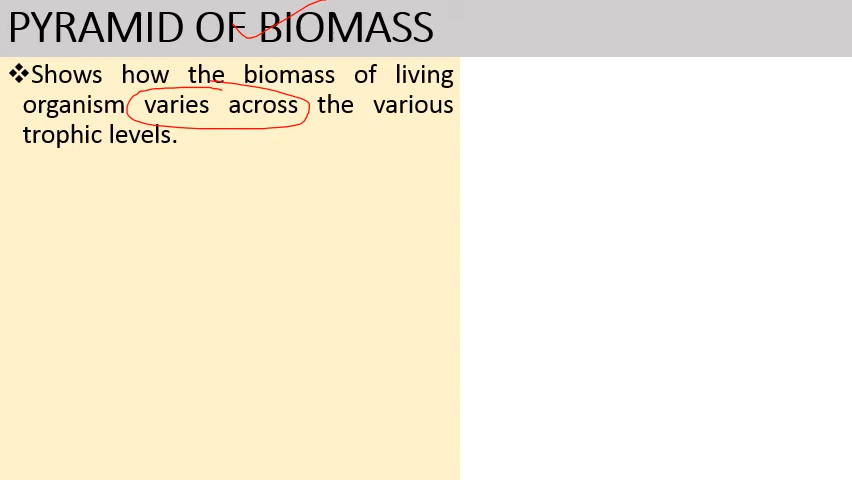 PYRAMID OF BIOMASS
❖Shows how the biomass of living
organism varies across the various
trophic levels.